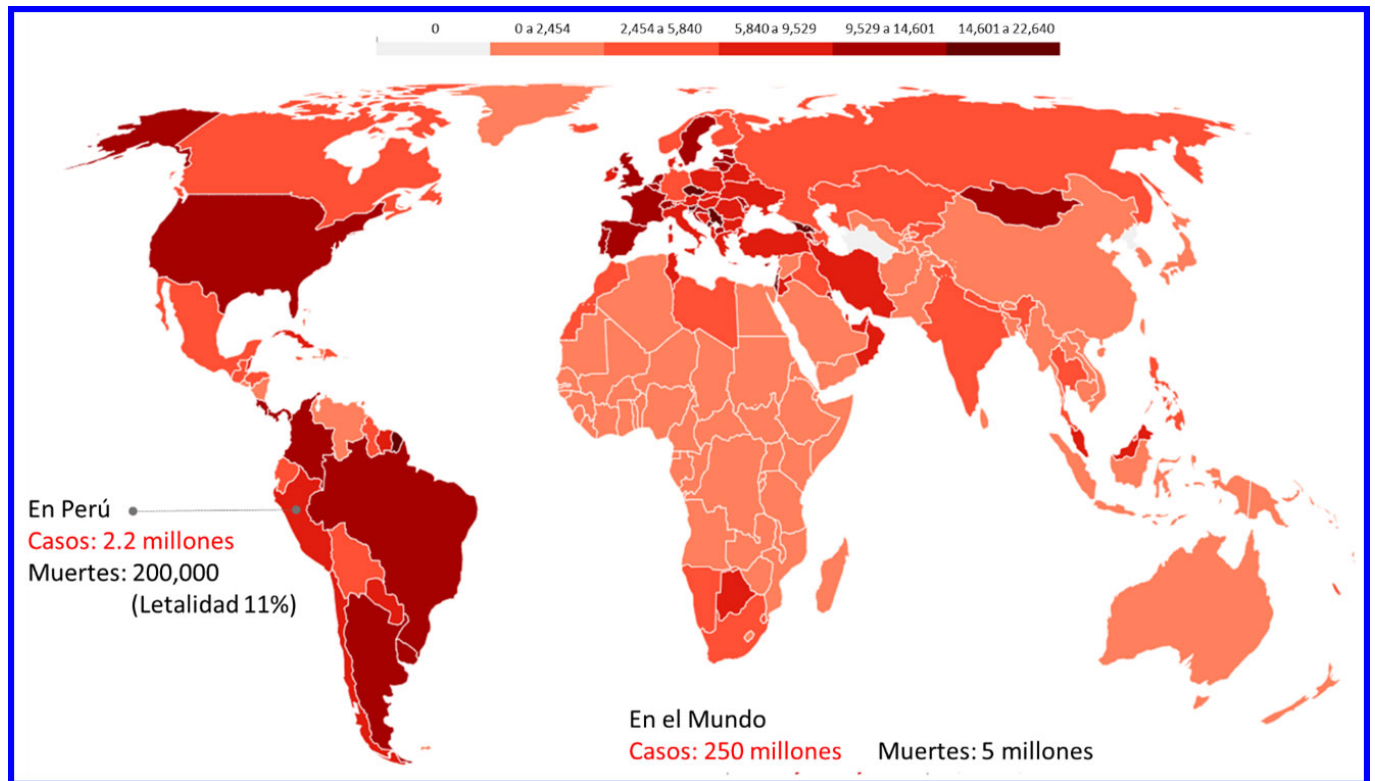 0 0 a 2,454 2,454 a 5,840 5,840 a 9,529 9,529 a 14,601 14,601 a 22,640
En Perú
Casos: 2.2 millones
Muertes: 200,000
(Letalidad 11%)
En el Mundo
Casos: 250 millones Muertes: 5 millones